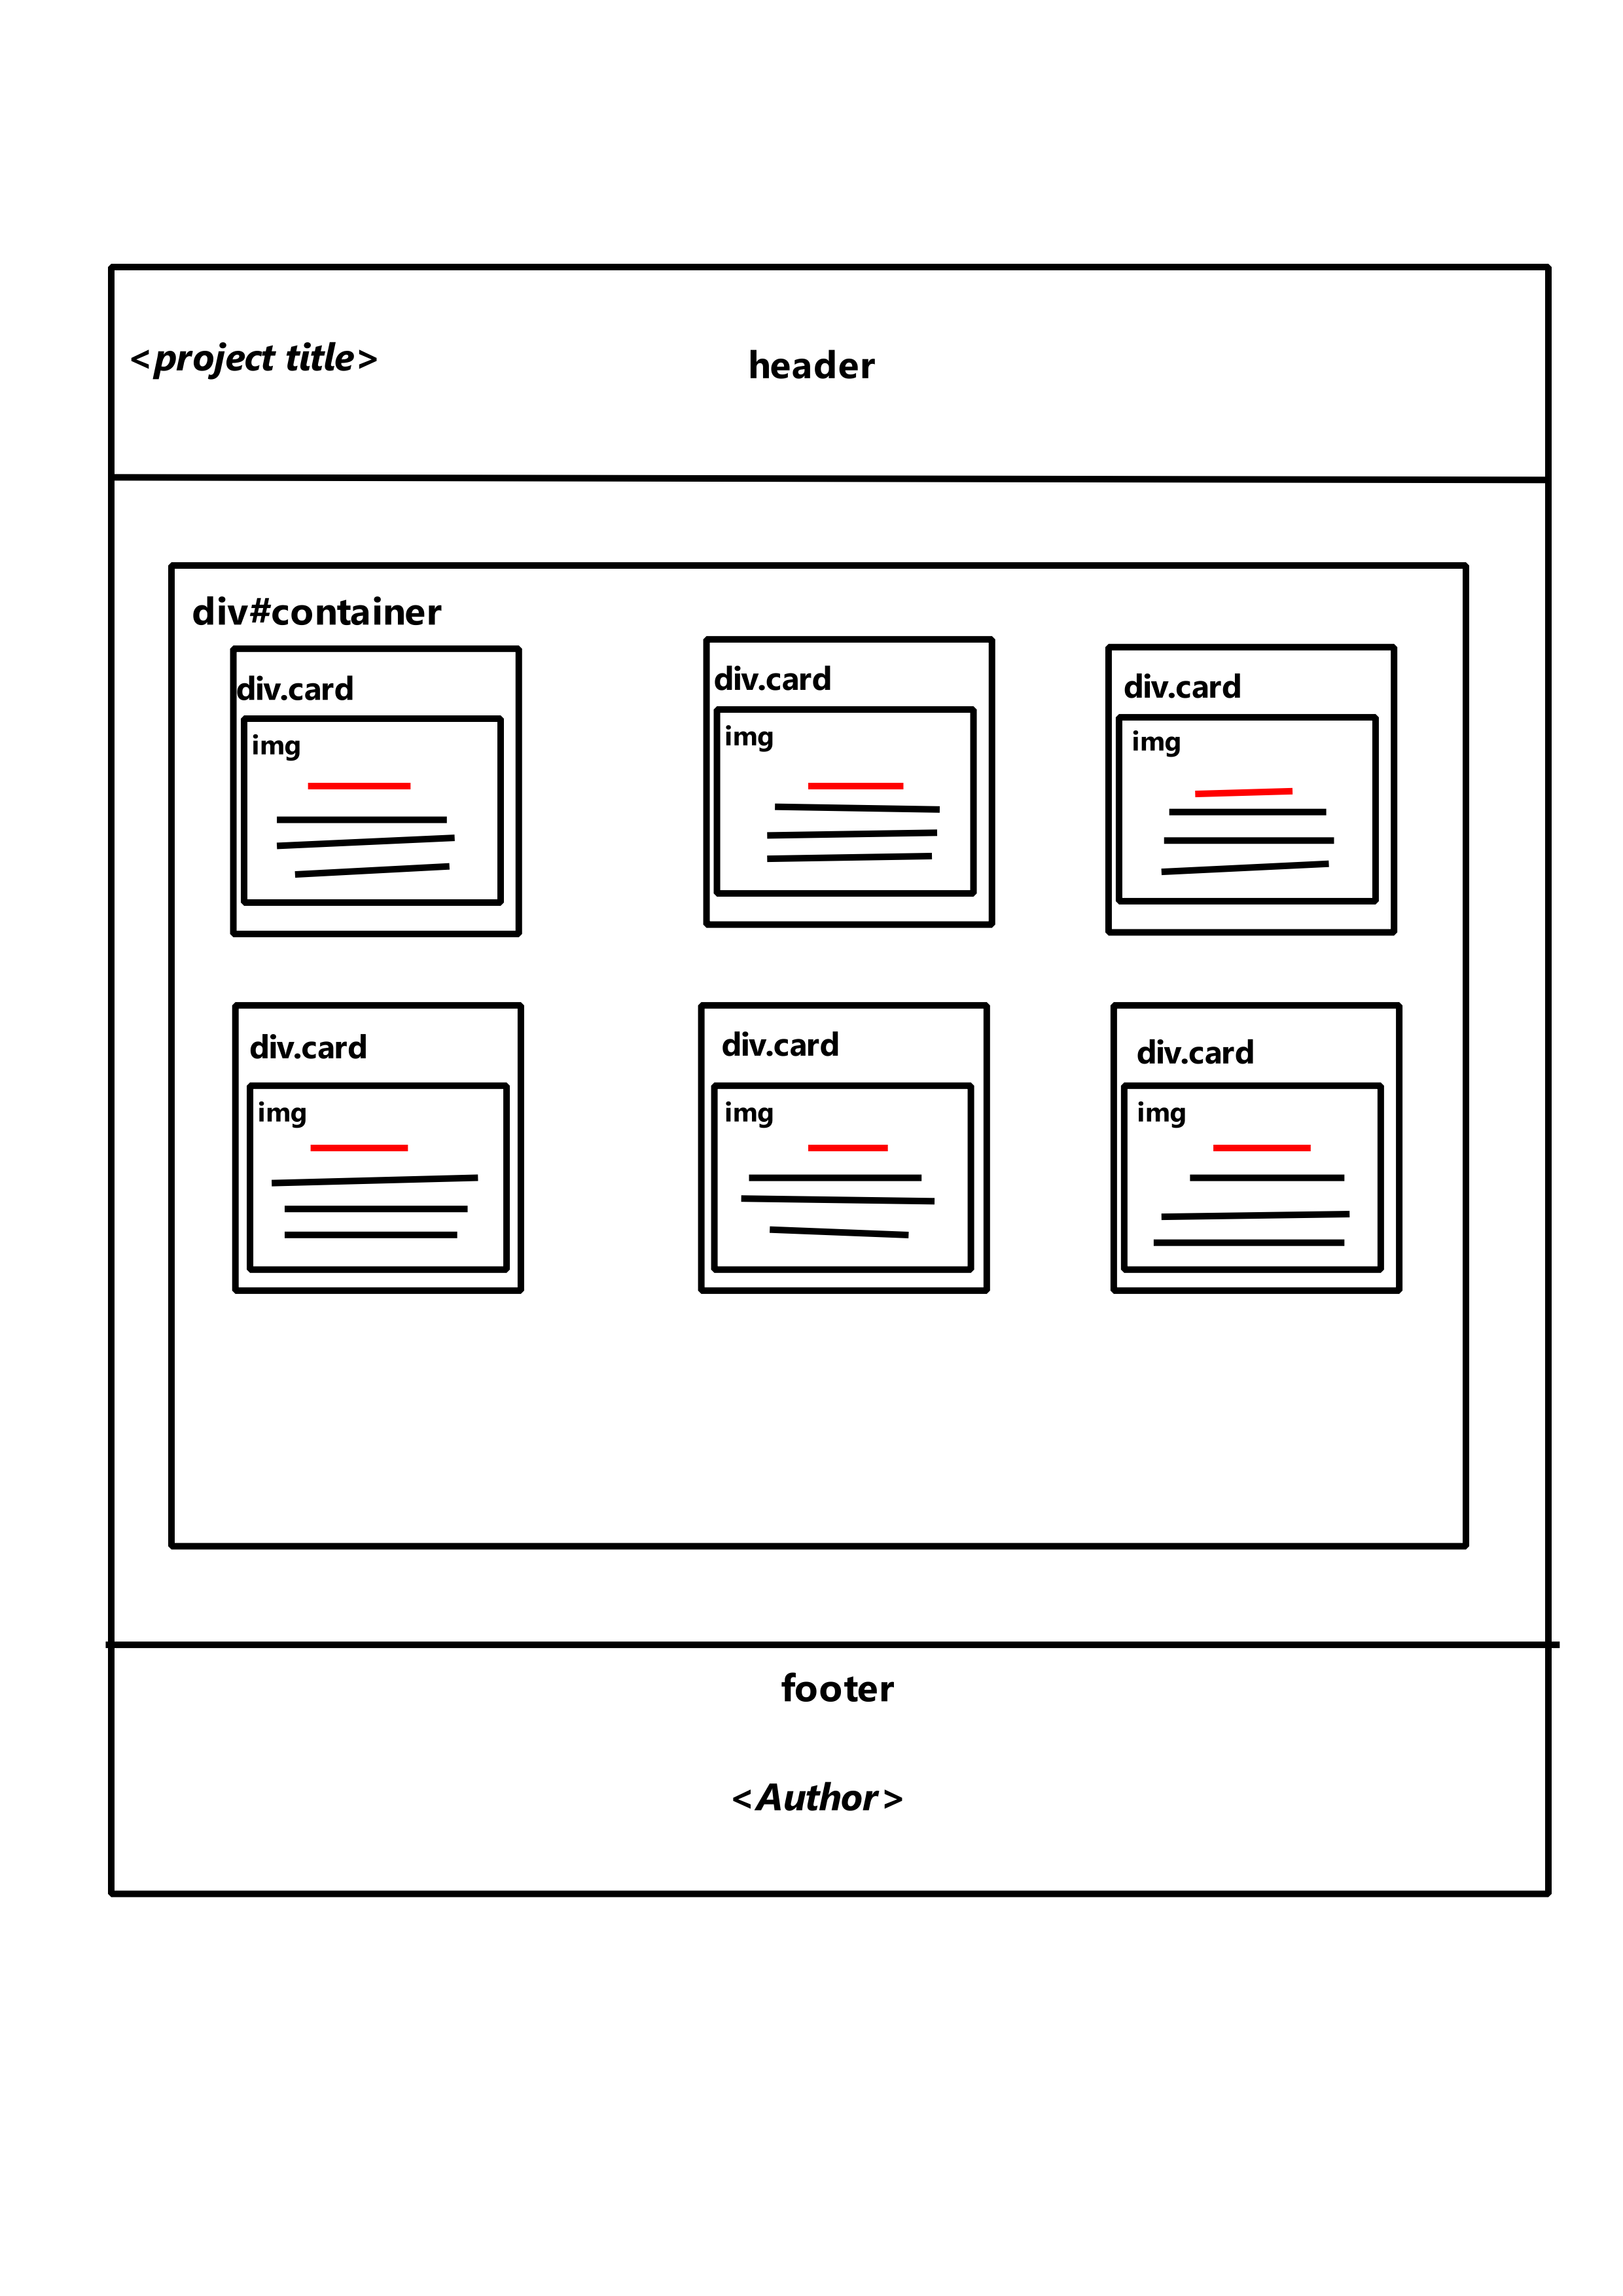 <project title>
header
div#container
div.card
div.card
div.card
img
img
img
div.card
div.card
div.card
img
img
img
footer
<Author>